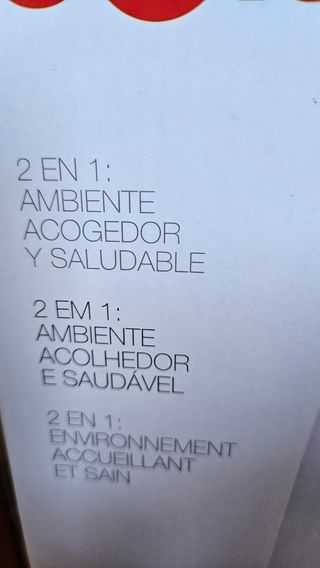 2 EN 1:
AMBIENTE
ACOGEDOR
Y SALUDABLE
2 EM 1:
AMBIENTE
ACOLHEDOR
E SAUDÁVEL
2 EN 1:
ENVIRONNEMENT
ACCUEILLANT
ET SAIN